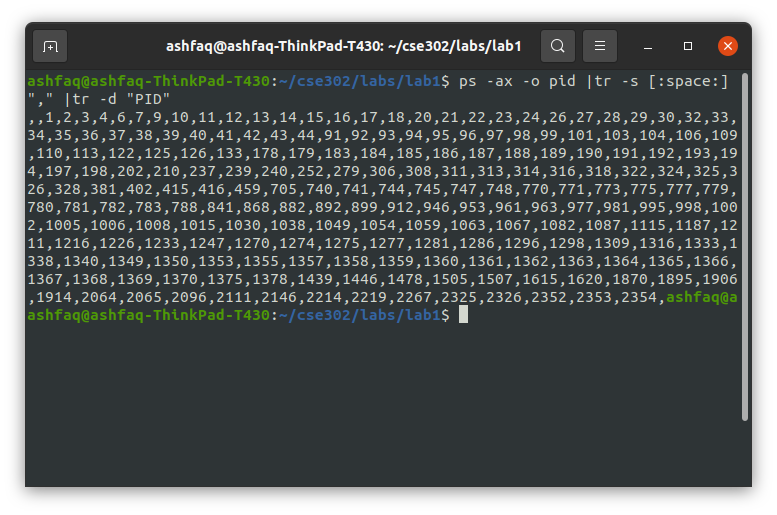 ashfaq@ashfaq-ThinkPad-T430: ~/cse302/labs/lab1
ashfaq@ashfaq-ThinkPad-T430:~/cse302/labs/lab1$ ps -ax -o pid |tr -s [:space:]
"," |tr -d "PID"
,,1,2,3,4,6,7,9,10,11,12,13,14,15,16,17,18,20,21,22,23,24,26,27,28,29,30,32,33,
34,35,36,37,38,39,40,41,42,43,44,91,92,93,94,95,96,97,98,99,101,103,104,106,109
,110,113,122,125,126,133,178,179,183,184,185,186,187,188,189,190,191,192,193,19
4,197,198,202,210,237,239,240,252,279,306,308,311,313,314,316,318,322,324,325,3
26,328,381,402,415,416,459,705,740,741,744,745,747,748,770,771,773,775,777,779,
780,781,782,783,788,841,868,882,892,899,912,946,953,961,963,977,981,995,998,100
2,1005,1006,1008,1015,1030,1038,1049,1054,1059,1063,1067,1082,1087,1115,1187,12
11,1216,1226,1233,1247,1270,1274,1275,1277,1281,1286,1296,1298,1309,1316,1333,1
338,1340,1349,1350,1353,1355,1357,1358,1359,1360,1361,1362,1363,1364,1365,1366,
1367,1368,1369,1370,1375,1378,1439,1446,1478,1505,1507,1615,1620,1870,1895,1906
,1914,2064,2065,2096,2111,2146,2214,2219,2267,2325,2326,2352,2353,2354,ashfaq@a
ashfaq@ashfaq-ThinkPad-T430:~/cse302/labs/lab1$